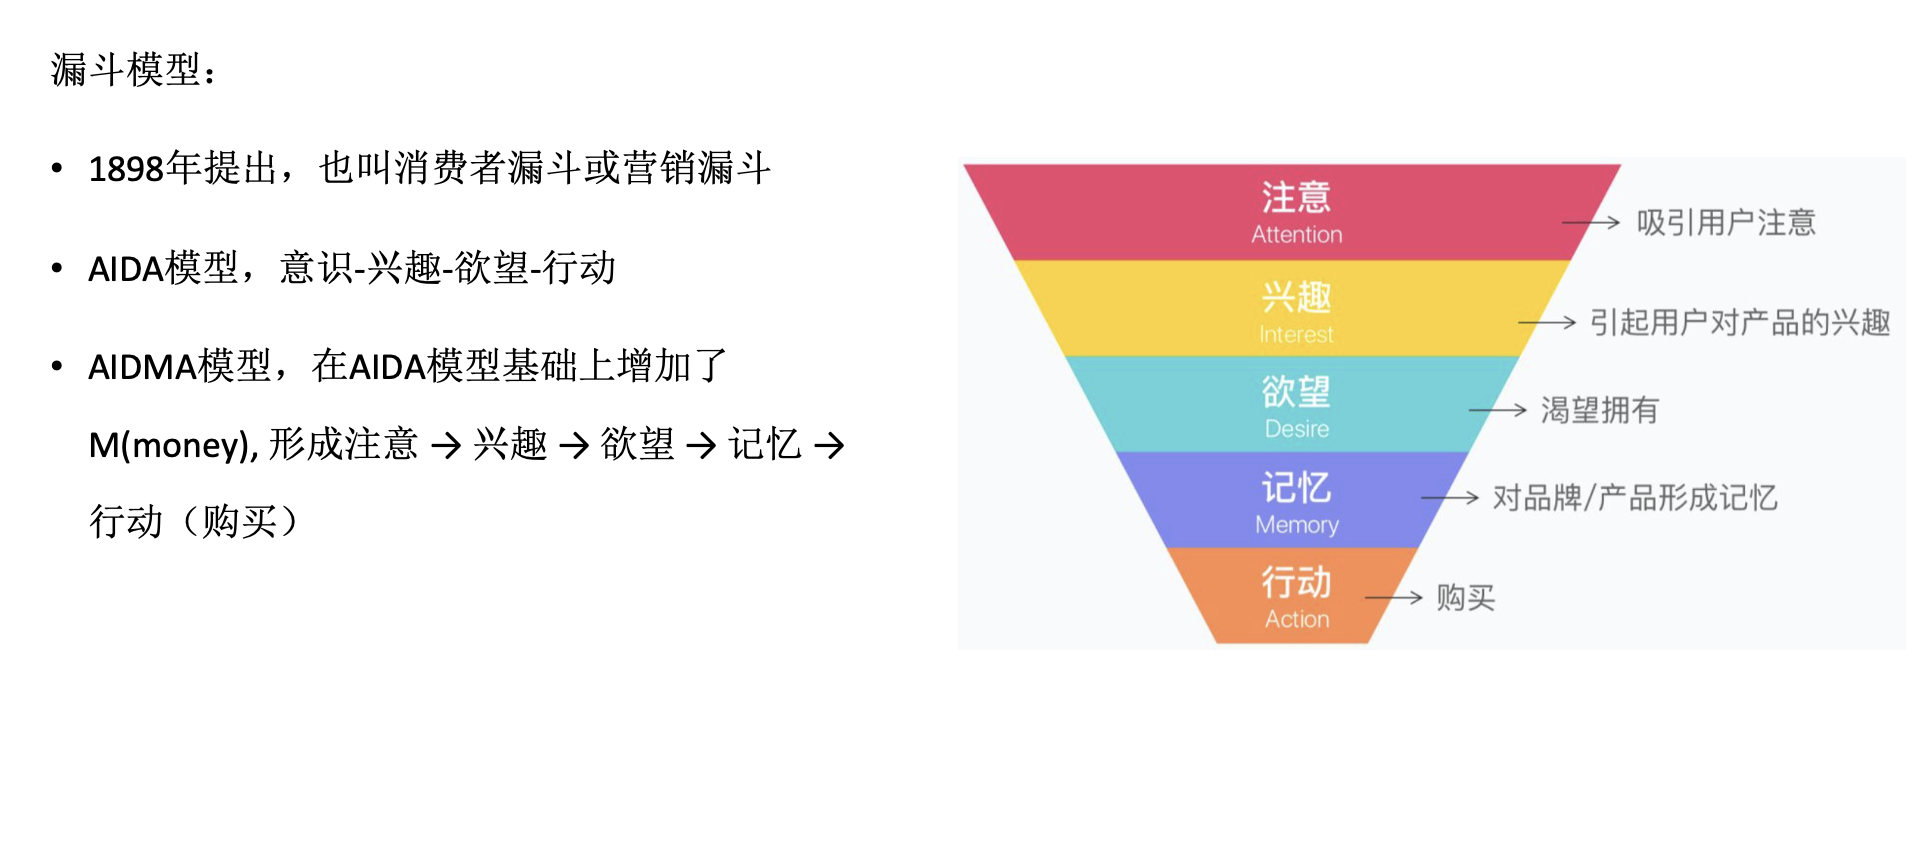 漏斗模型：
• 1898年提出，也叫消费者漏斗或营销漏斗
• AIDA模型，意识-兴趣-欲望-行动
• AIDMA模型，在AIDA模型基础上增加了
M(money), 形成注意 → 兴趣 → 欲望 → 记忆 →
行动（购买）
注意
Attention
吸引用户注意
兴趣
Interest
引起用户对产品的兴趣
欲望
Desire
渴望拥有
记忆
Memory
对品牌/产品形成记忆
行动
Action
购买